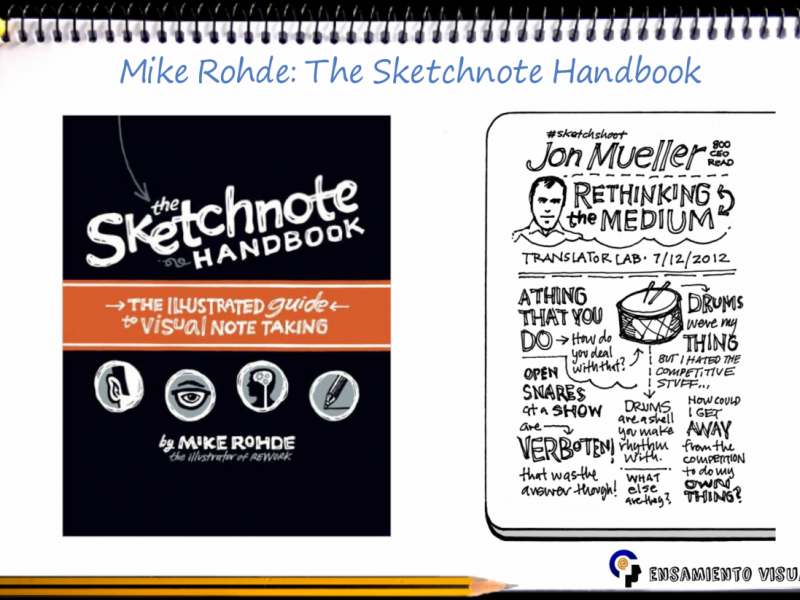 Mike Rohde: The Sketchnote Handbook
the
Sketchnote
HANDBOOK
THE ILLUSTRATED guide
to visual NOTE TAKING
by MIKE ROHDE
the illustrator of REWORK
#sketchshoot
Jon Mueller
800
CEO
READ
RETHINKING
the MEDIUM
TRANSLATOR LAB · 7/12/2012
A THING
THAT YOU
DO → How do
you deal
with that?
OPEN
SNARES
at a SHOW
are
VERBOTEN!
that was the
answer though!
DRUMS
were my
THING
BUT I HATED THE
COMPETITIVE
STUFF...
DRUMS
are a shell
you make
rhythm
with.
WHAT
else
are they?
HOW COULD
I GET
AWAY
from the
COMPETITION
to do my
OWN
THING?
ENSAMIENTO VISUA